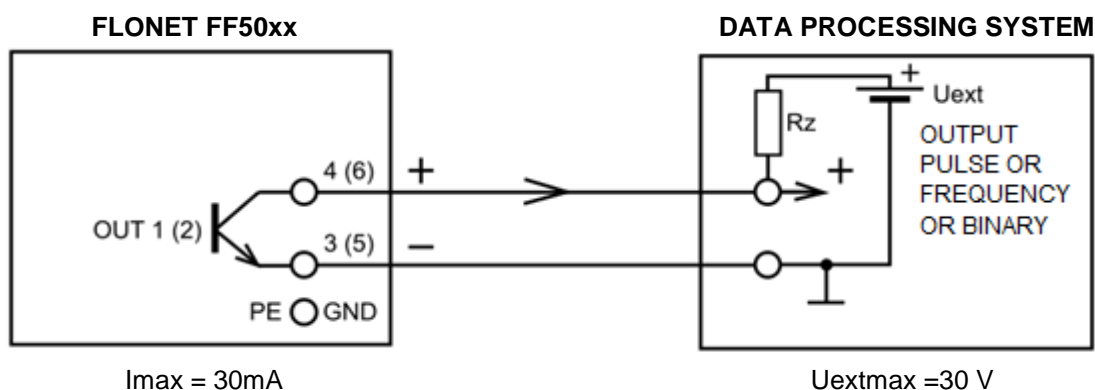 FLONET FF50xx
DATA PROCESSING SYSTEM
4 (6)
+
OUT 1 (2)
3 (5)
−
PE
GND
+
Uext
Rz
+
OUTPUT
PULSE OR
FREQUENCY
OR BINARY
Imax = 30mA
Uextmax =30 V